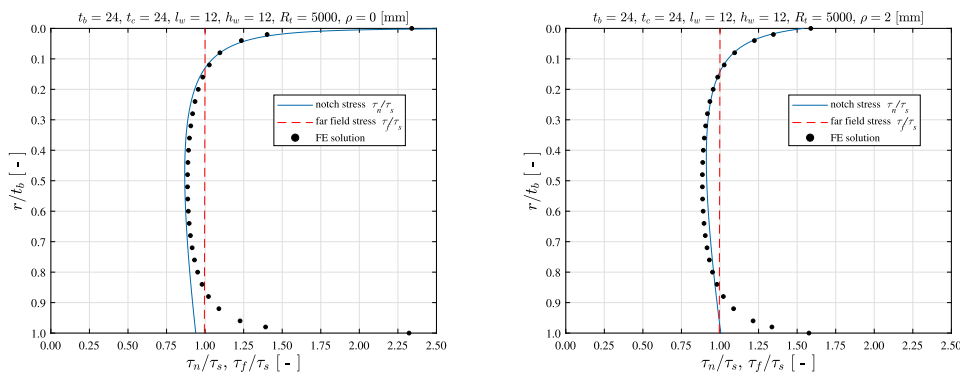 t_b = 24, t_c = 24, l_w = 12, h_w = 12, R_t = 5000, ρ = 0 [mm]
0.0
0.1
0.2
0.3
0.4
0.5
0.6
0.7
0.8
0.9
1.0
r/t_b [ - ]
notch stress τ_n/τ_s
far field stress τ_f/τ_s
FE solution
0.00 0.25 0.50 0.75 1.00 1.25 1.50 1.75 2.00 2.25 2.50
τ_n/τ_s, τ_f/τ_s [ - ]
t_b = 24, t_c = 24, l_w = 12, h_w = 12, R_t = 5000, ρ = 2 [mm]
0.0
0.1
0.2
0.3
0.4
0.5
0.6
0.7
0.8
0.9
1.0
r/t_b [ - ]
notch stress τ_n/τ_s
far field stress τ_f/τ_s
FE solution
0.00 0.25 0.50 0.75 1.00 1.25 1.50 1.75 2.00 2.25 2.50
τ_n/τ_s, τ_f/τ_s [ - ]